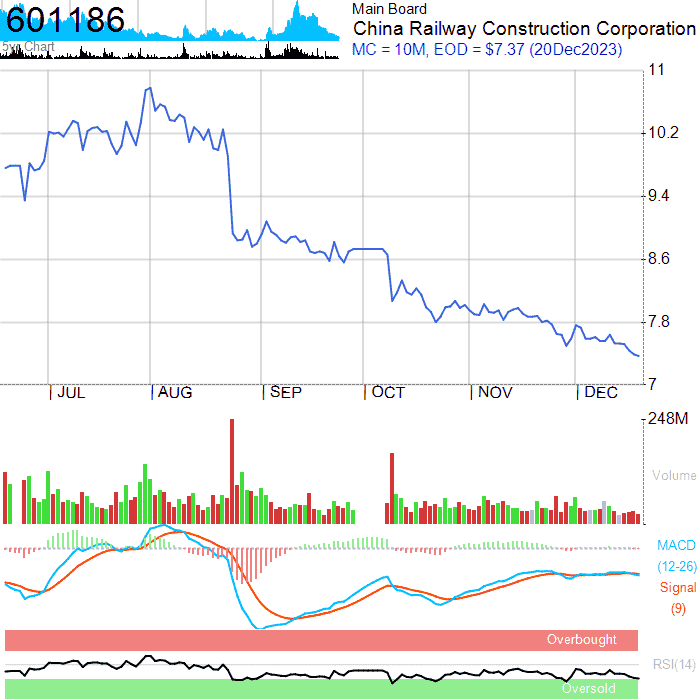 601186
5yr Chart
Main Board
China Railway Construction Corporation
MC = 10M, EOD = $7.37 (20Dec2023)
11
10.2
9.4
8.6
7.8
7
JUL
AUG
SEP
OCT
NOV
DEC
248M
Volume
MACD
(12-26)
Signal
(9)
Overbought
RSI(14)
Oversold